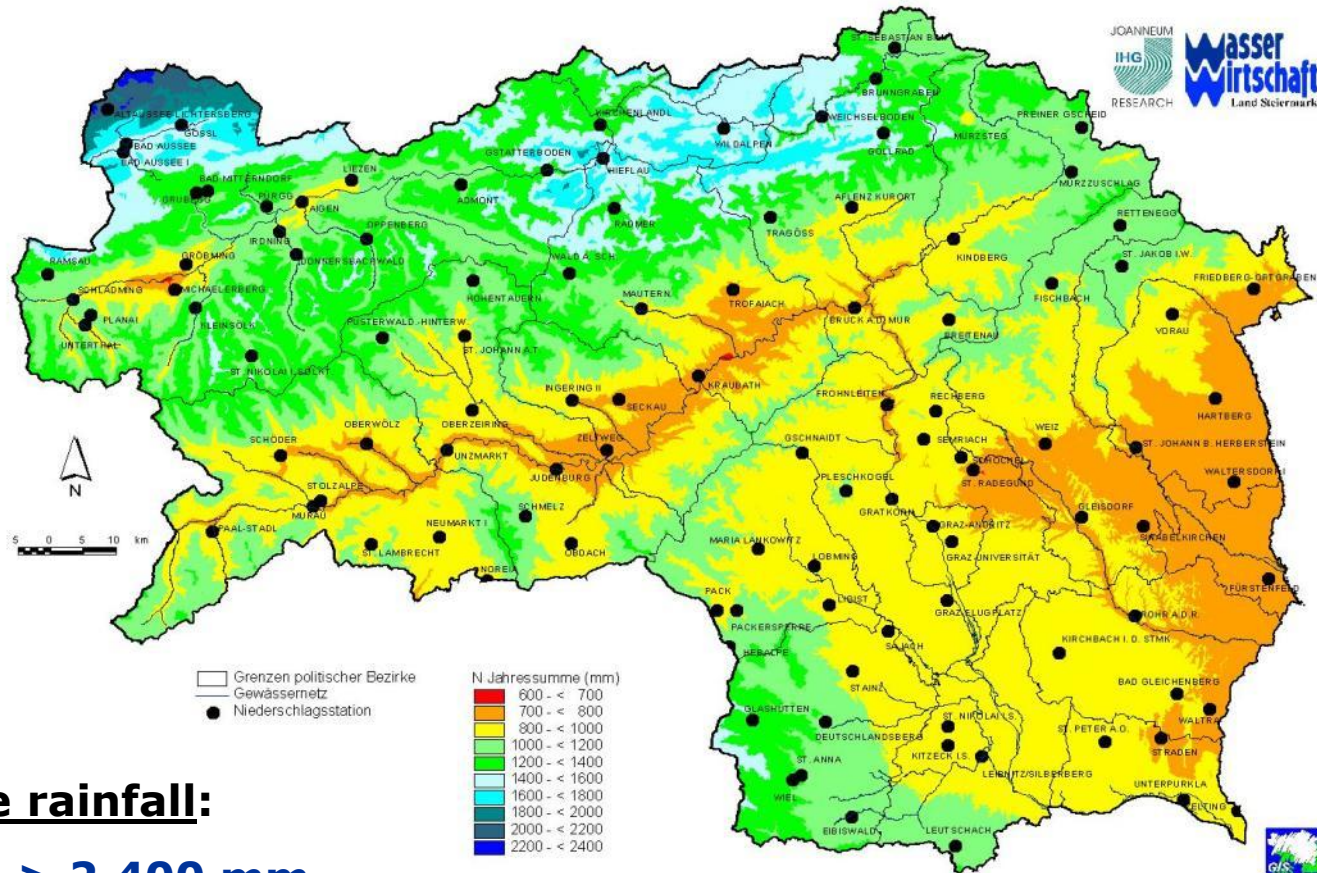 JOANNEUM
IHG
RESEARCH
Wasser
Wirtschaft
Land Steiermark
ST. SEBASTIAN
BRUNNGRABEN
ALTAUSSEE-LICHTERSBERG
GÖSSL
BAD AUSSEE
BAD AUSSEE I
KIRCHENLANDL
WILDALPEN
WEICHSELBODEN
GOLLRAD
MÜRZSTEG
PREINER GSCHEID
BAD MITTERNDORF
GRUBEGG
PÜRGG
LIEZEN
AIGEN
ADMONT
GSTATTERBODEN
HIEFLAU
RADMER
AFLENZ KURORT
TRAGÖSS
MÜRZZUSCHLAG
RETTENEGG
IRDNING
OPPENBERG
DONNERSBACHWALD
WALD A. SCH.
KINDBERG
ST. JAKOB I.W.
RAMSAU
GRÖBMING
SCHLADMING
MICHAELERBERG
PLANAI
KLEINSÖLK
UNTERTHAL
HOHENTAUERN
MAUTERN
TROFAIACH
BRUCK A.D. MUR
FISCHBACH
FRIEDBERG-ORTGRABEN
VORAU
PUSTERWALD -HINTERW.
ST. JOHANN A.T.
BREITENAU
ST. NIKOLAI I. SÖLKT
INGERING II
SECKAU
KRAUBATH
FROHNLEITEN
RECHBERG
HARTBERG
SCHÖDER
OBERWÖLZ
OBERZEIRING
ZELTWEG
UNZMARKT
JUDENBURG
GSCHNAIDT
SEMRIACH
WEIZ
ST. JOHANN B. HERBERSTEIN
ST. RADEGUND
WALTERSDORF I
STOLZALPE
MURAU
PAAL-STADL
SCHMELZ
PLESCHKOGEL
GRATKORN
GLEISDORF
NEUMARKT I
ST. LAMBRECHT
OBDACH
NOREIA
MARIA LANKOWITZ
GRAZ-ANDRITZ
GRAZ-UNIVERSITÄT
SINABELKIRCHEN
LOBMING
FÜRSTENFELD
N
5 0 5 10 km
PACK
PACKERSPERRE
LIGIST
GRAZ FLUGPLATZ
ROHR A.D.R.
KIRCHBACH I. D. STMK.
HEBALPE
STAINZ
BAD GLEICHENBERG
WALTRA
GLASHÜTTEN
DEUTSCHLANDSBERG
ST. NIKOLAI I.S.
KITZECK I.S.
ST. PETER A.O.
STRADEN
LEIBNITZ/SILBERBERG
ST. ANNA
WIEL
UNTERPURKLA
EIBISWALD
LEUTSCHACH
Grenzen politischer Bezirke
Gewässernetz
Niederschlagsstation
N Jahressumme (mm)
600 - < 700
700 - < 800
800 - < 1000
1000 - < 1200
1200 - < 1400
1400 - < 1600
1600 - < 1800
1800 - < 2000
2000 - < 2200
2200 - < 2400
rainfall:
GIS